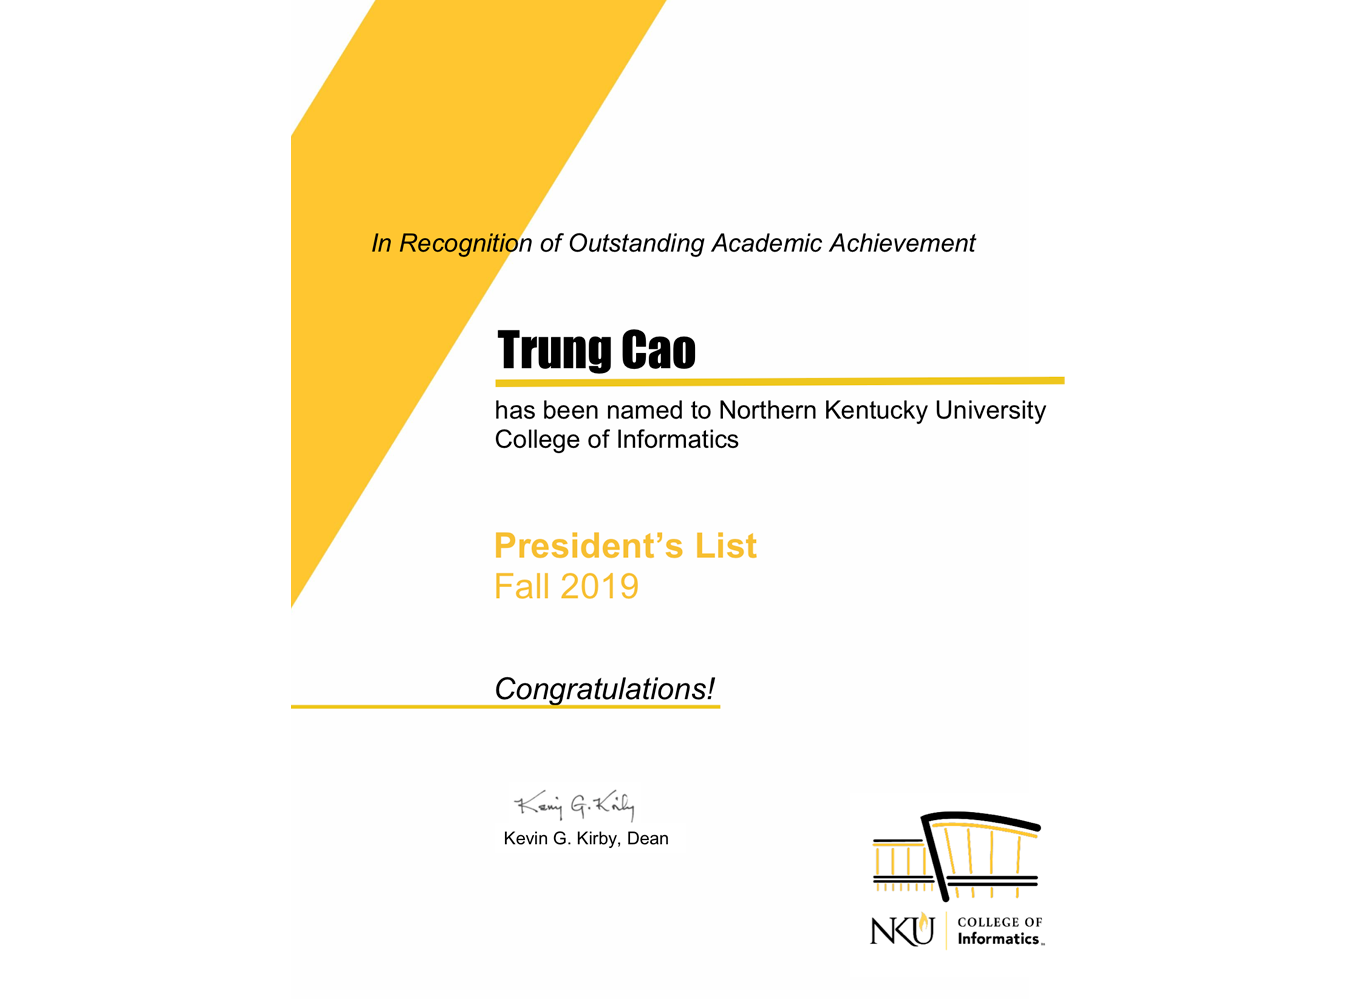 In Recognition of Outstanding Academic Achievement
Trung Cao
has been named to Northern Kentucky University
College of Informatics
President’s List
Fall 2019
Congratulations!
Kevin G. Kirby
Kevin G. Kirby, Dean
NKU
COLLEGE OF
Informatics™